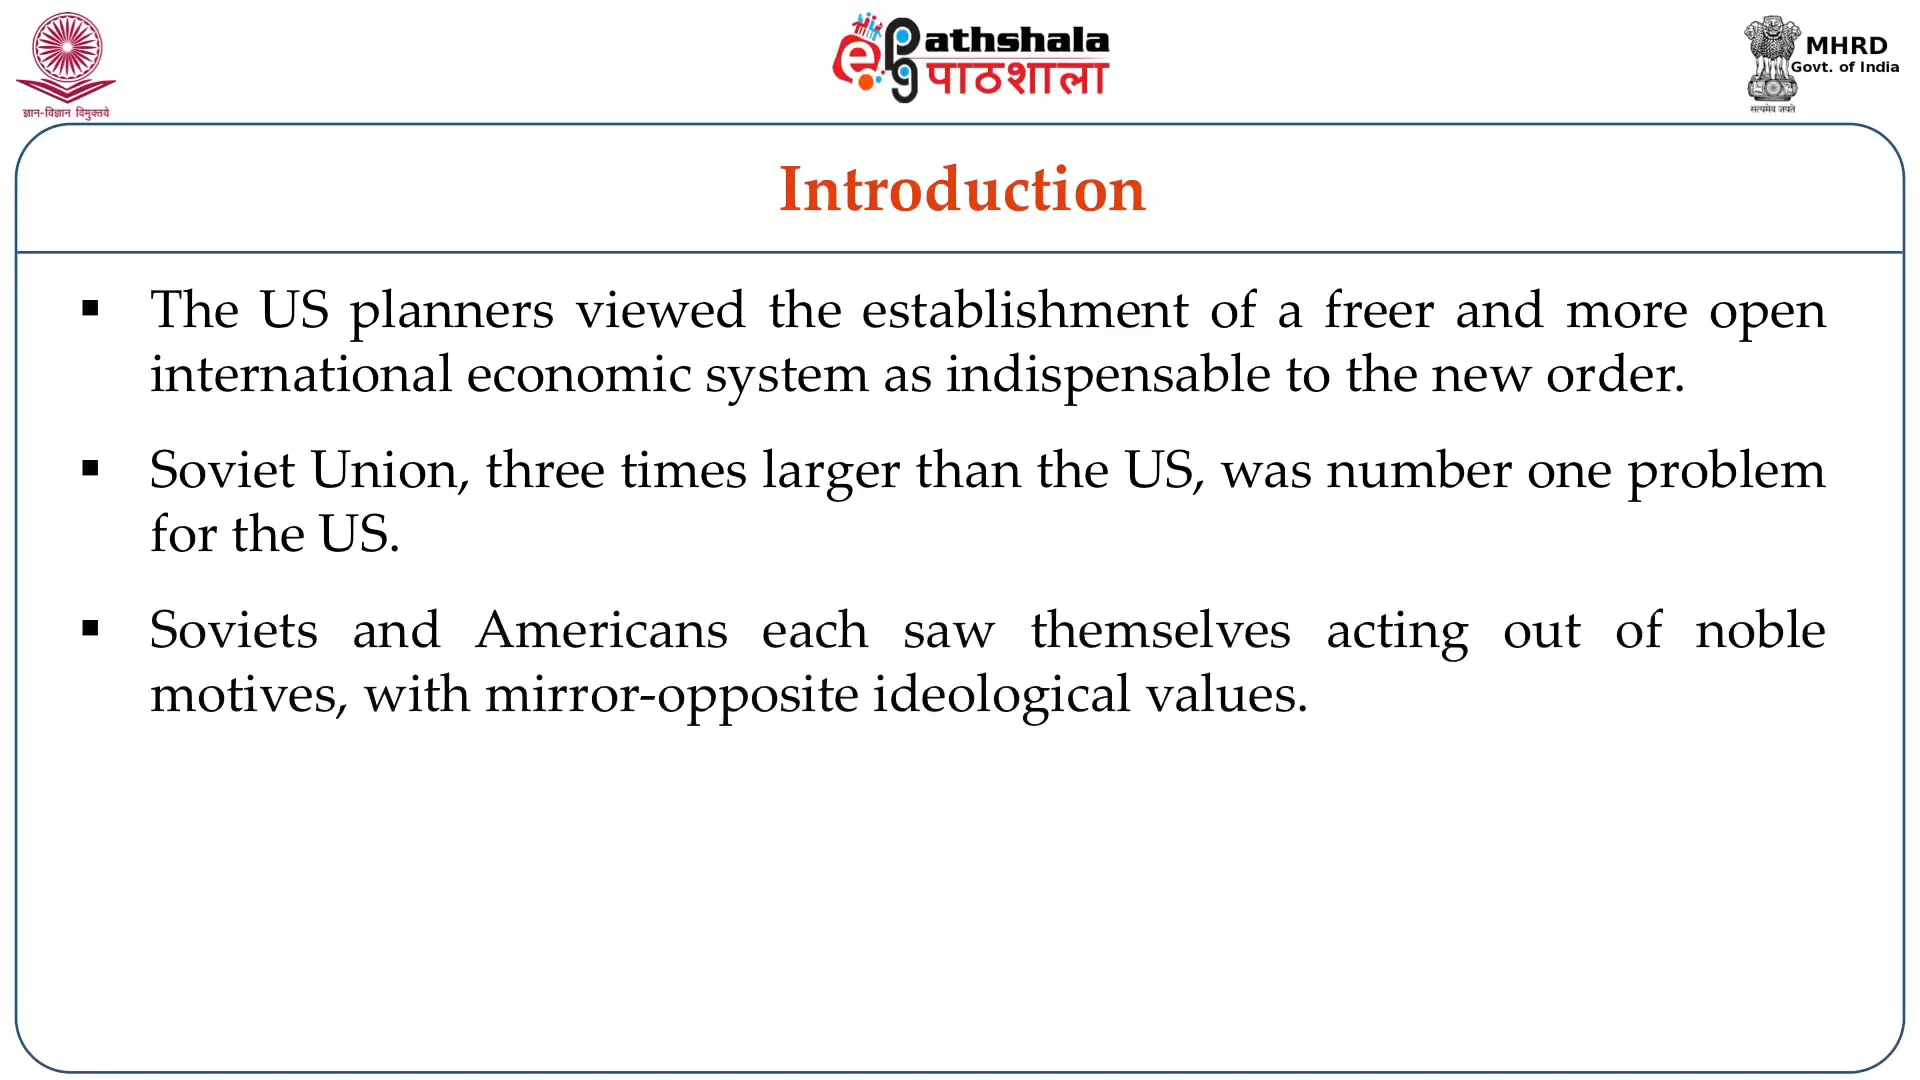 ज्ञान-विज्ञान विमुक्तये
e pg Pathshala
पाठशाला
MHRD
Govt. of India
सत्यमेव जयते
Introduction
▪ The US planners viewed the establishment of a freer and more open
international economic system as indispensable to the new order.
▪ Soviet Union, three times larger than the US, was number one problem
for the US.
▪ Soviets and Americans each saw themselves acting out of noble
motives, with mirror-opposite ideological values.